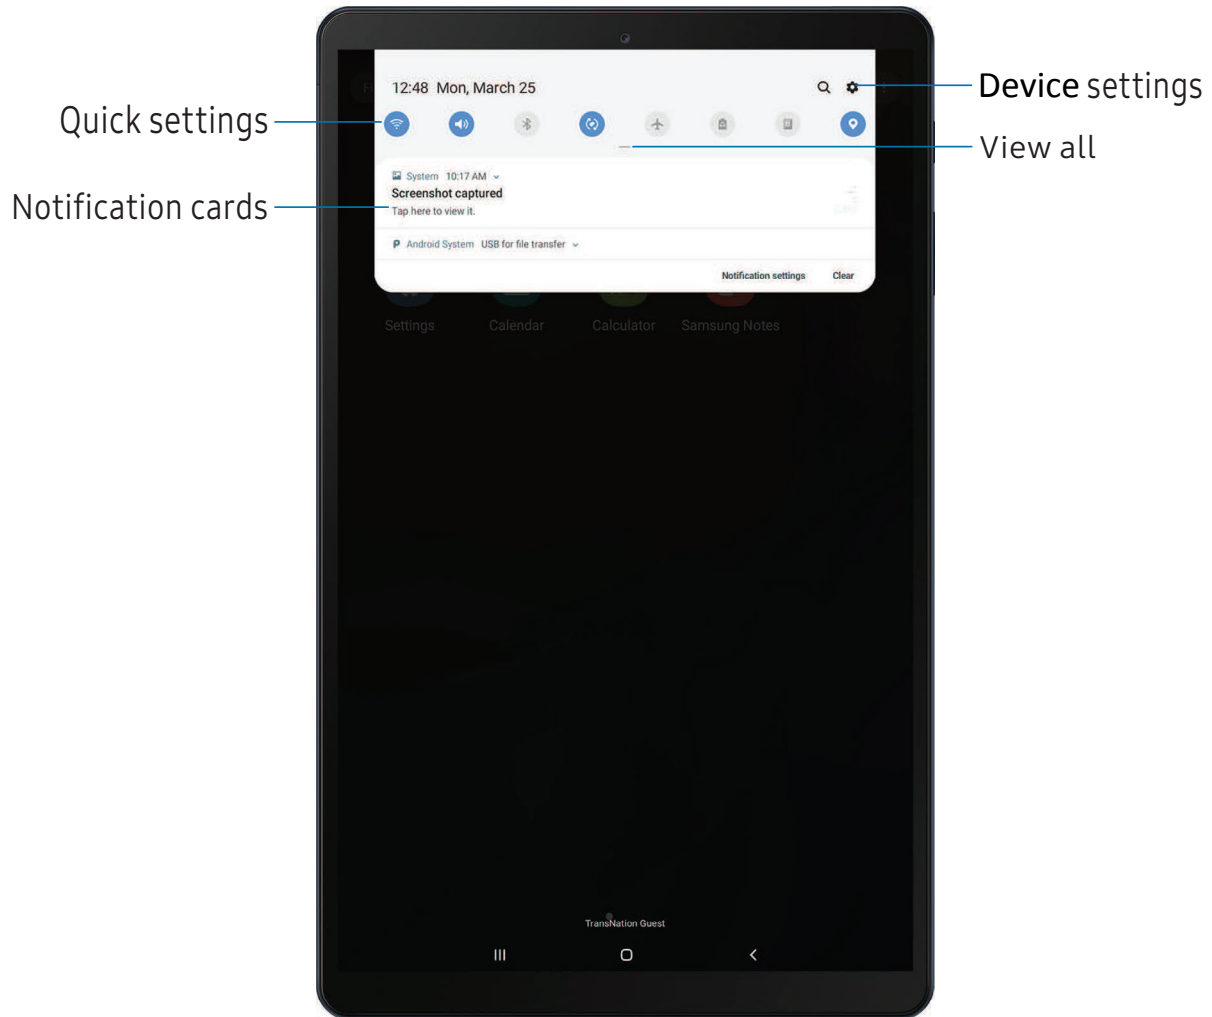 12:48 Mon, March 25
Device settings
Quick settings
View all
System 10:17 AM
Screenshot captured
Notification cards
Tap here to view it.
Android System USB for file transfer
Notification settings Clear
Settings Calendar Calculator Samsung Notes
TransNation Guest